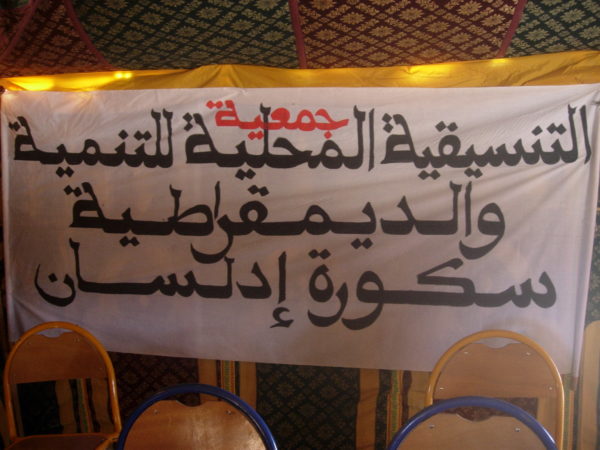 جمعية
التنسيقية المحلية للتنمية
والديمقراطية
سكورة إدلسان